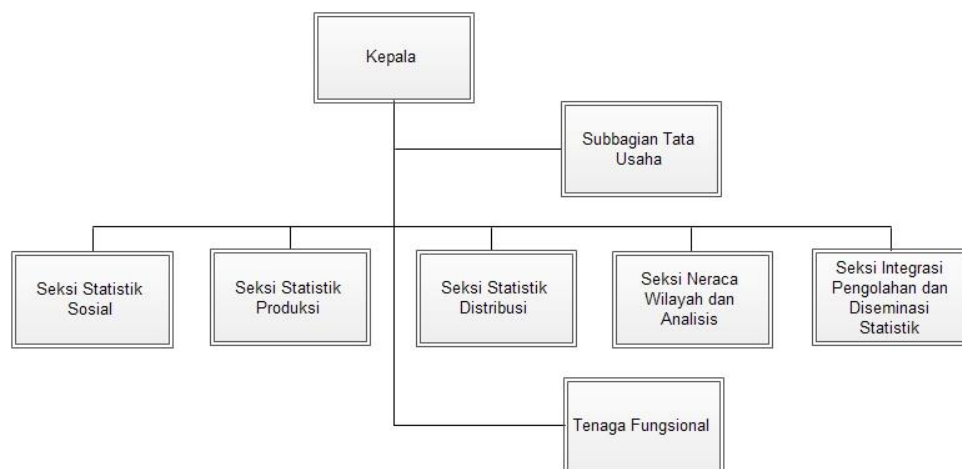 Kepala
Subbagian Tata
Usaha
Seksi Statistik
Sosial
Seksi Statistik
Produksi
Seksi Statistik
Distribusi
Seksi Neraca
Wilayah dan
Analisis
Seksi Integrasi
Pengolahan dan
Diseminasi
Statistik
Tenaga Fungsional